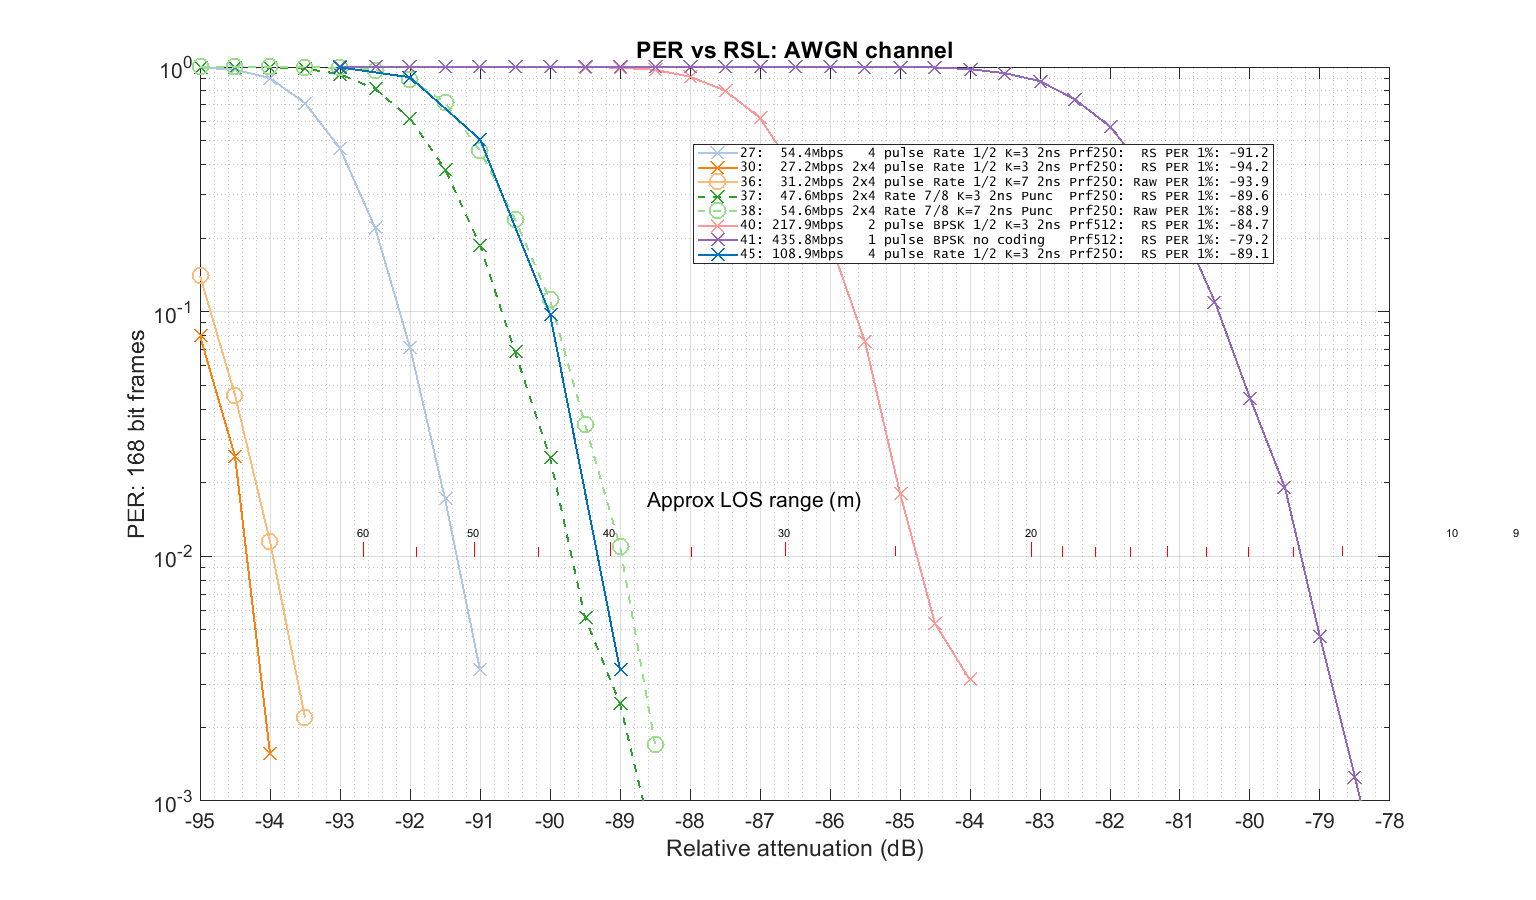 PER vs RSL: AWGN channel
10^0
27:  54.4Mbps   4 pulse Rate 1/2 K=3 2ns Prf250:  RS PER 1%: -91.2
30:  27.2Mbps 2x4 pulse Rate 1/2 K=3 2ns Prf250:  RS PER 1%: -94.2
36:  31.2Mbps 2x4 pulse Rate 1/2 K=7 2ns Prf250: Raw PER 1%: -93.9
37:  47.6Mbps 2x4 Rate 7/8 K=3 2ns Punc  Prf250:  RS PER 1%: -89.6
38:  54.6Mbps 2x4 Rate 7/8 K=7 2ns Punc  Prf250: Raw PER 1%: -88.9
40: 217.9Mbps   2 pulse BPSK 1/2 K=3 2ns Prf512:  RS PER 1%: -84.7
41: 435.8Mbps   1 pulse BPSK no coding   Prf512:  RS PER 1%: -79.2
45: 108.9Mbps   4 pulse Rate 1/2 K=3 2ns Prf250:  RS PER 1%: -89.1
10^-1
PER: 168 bit frames
Approx LOS range (m)
60 50 40 30 20 10 9
10^-2
10^-3
-95 -94 -93 -92 -91 -90 -89 -88 -87 -86 -85 -84 -83 -82 -81 -80 -79 -78
Relative attenuation (dB)